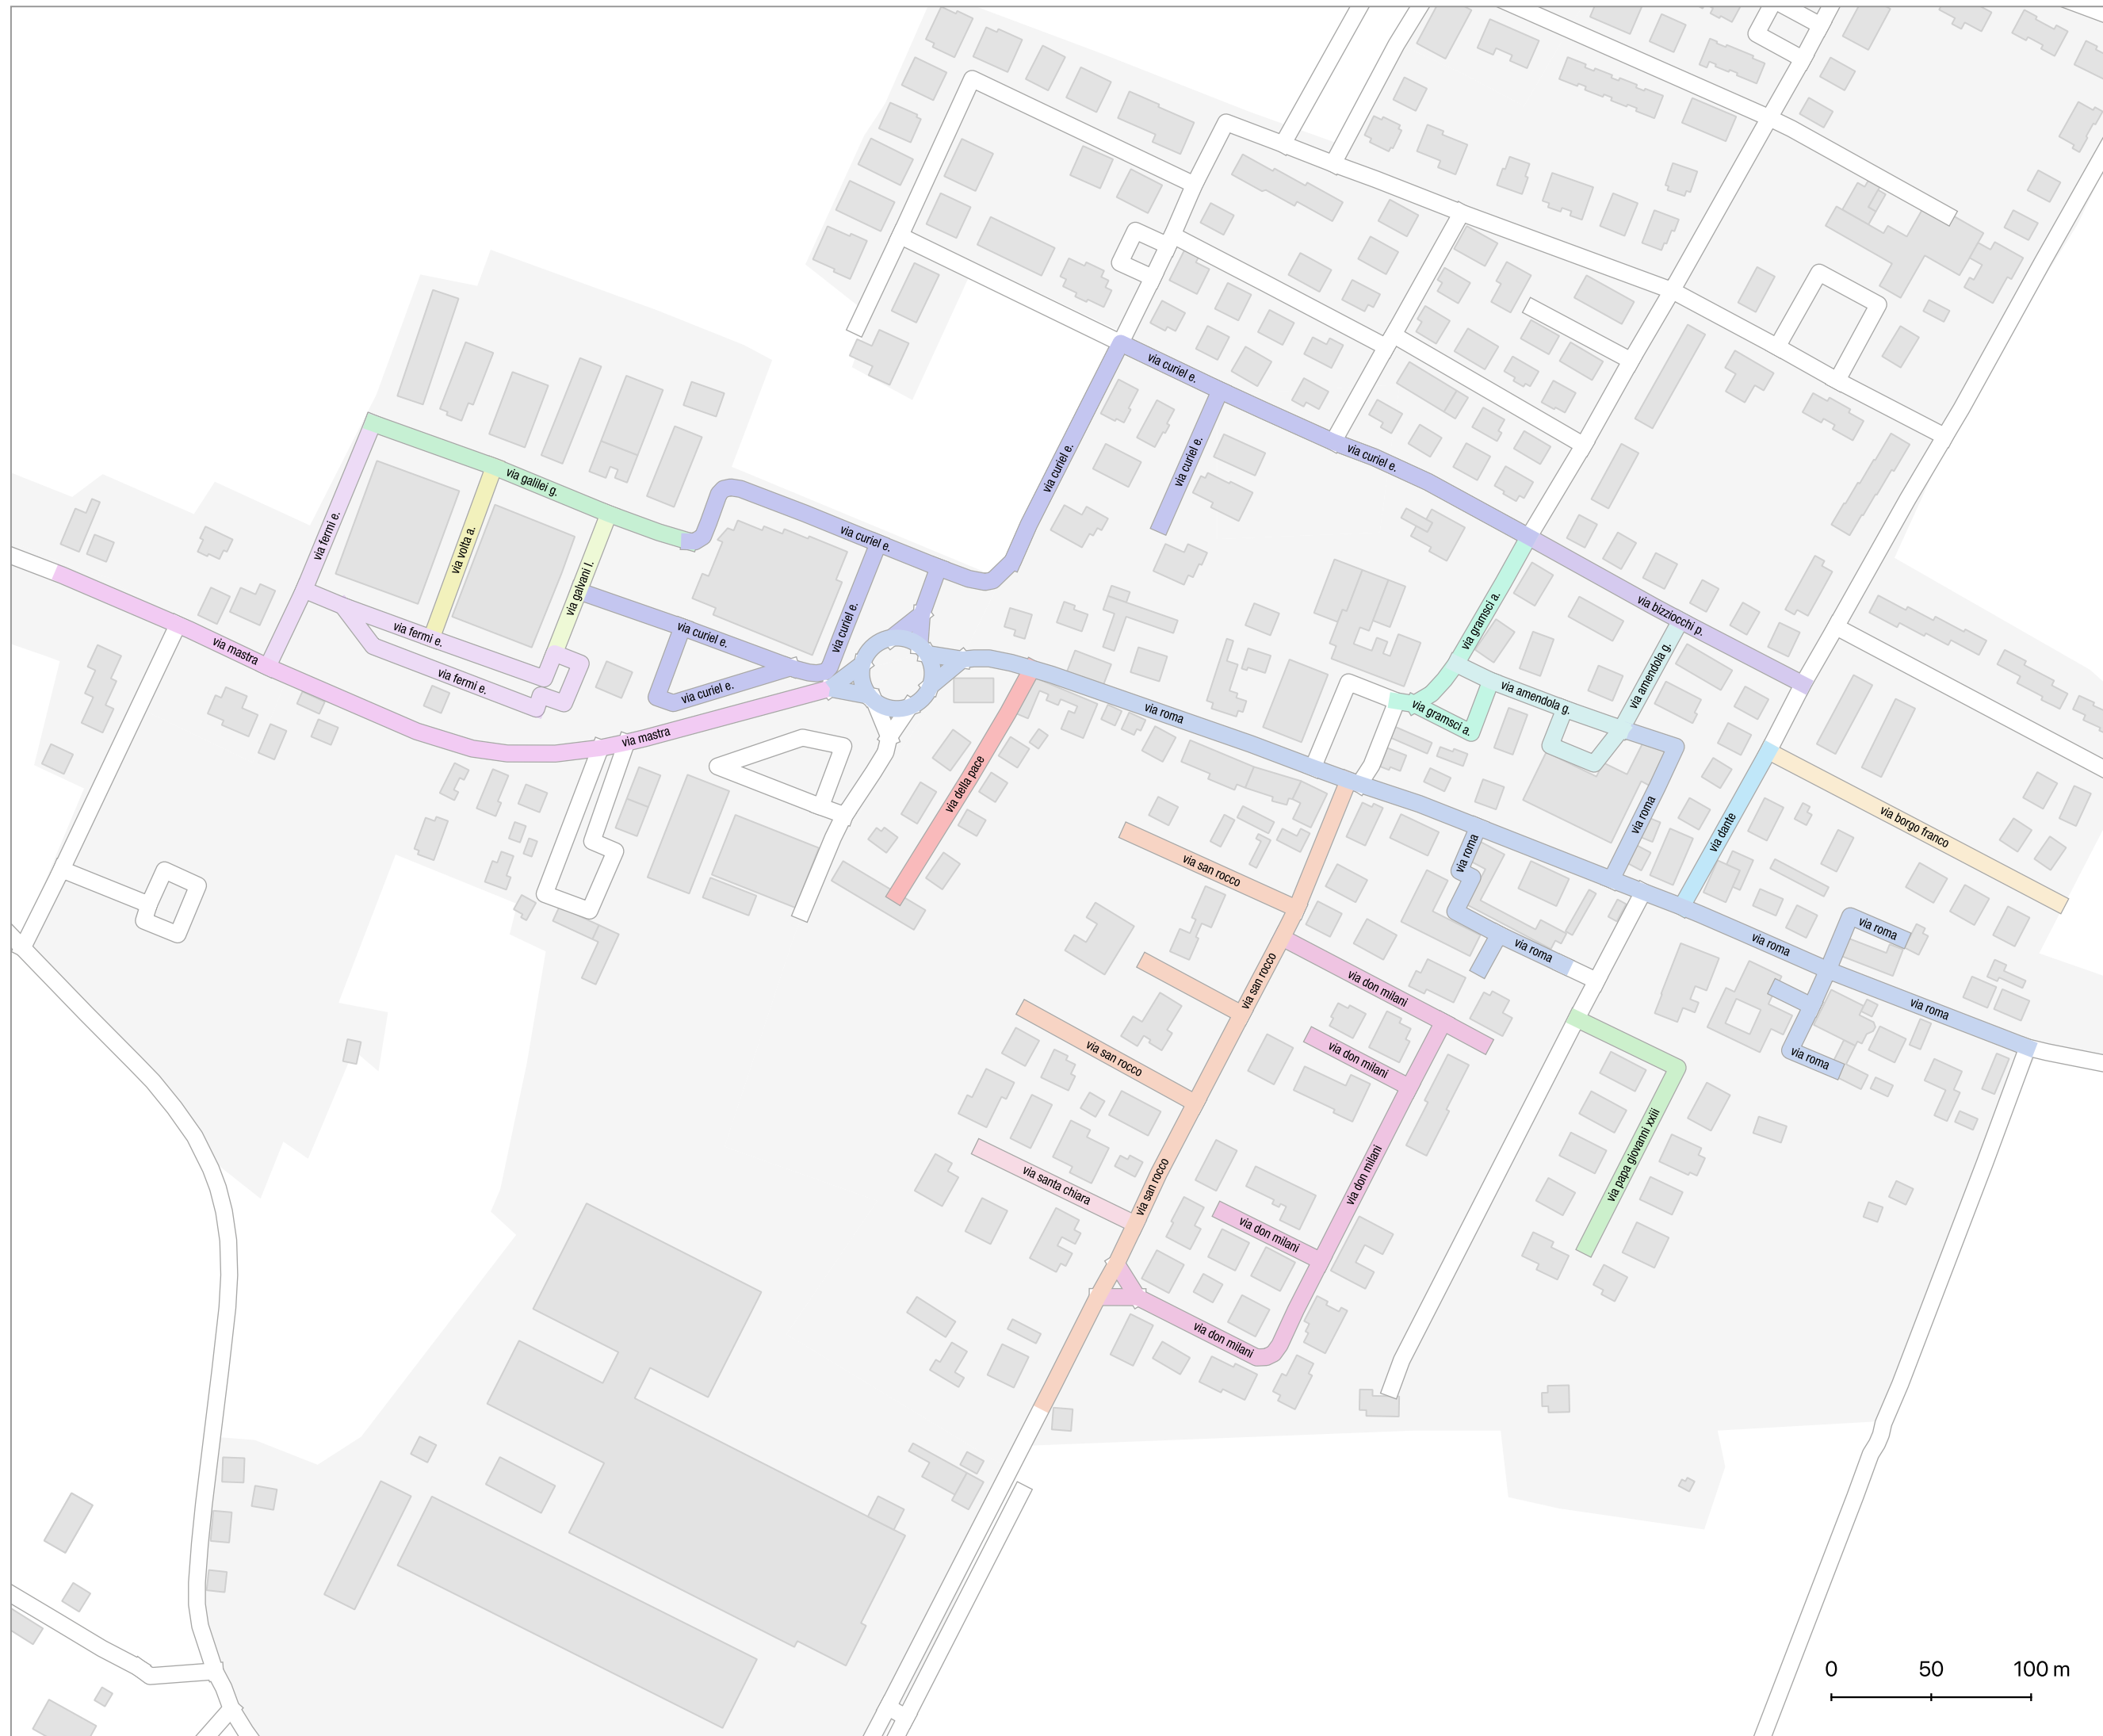 via curiel e.
via curiel e.
via curiel e.
via curiel e.
via galilei g.
via curiel e.
via fermi e.
via volta a.
via galvani l.
via gramsci a.
via bizziocchi p.
via fermi e.
via curiel e.
via curiel e.
via mastra
via fermi e.
via curiel e.
via amendola g.
via amendola g.
via gramsci a.
via roma
via mastra
via della pace
via roma
via dante
via borgo franco
via san rocco
via roma
via roma
via roma
via roma
via san rocco
via don milani
via roma
via san rocco
via don milani
via roma
via papa giovanni xxiii
via santa chiara
via san rocco
via don milani
via don milani
via don milani
0 50 100 m